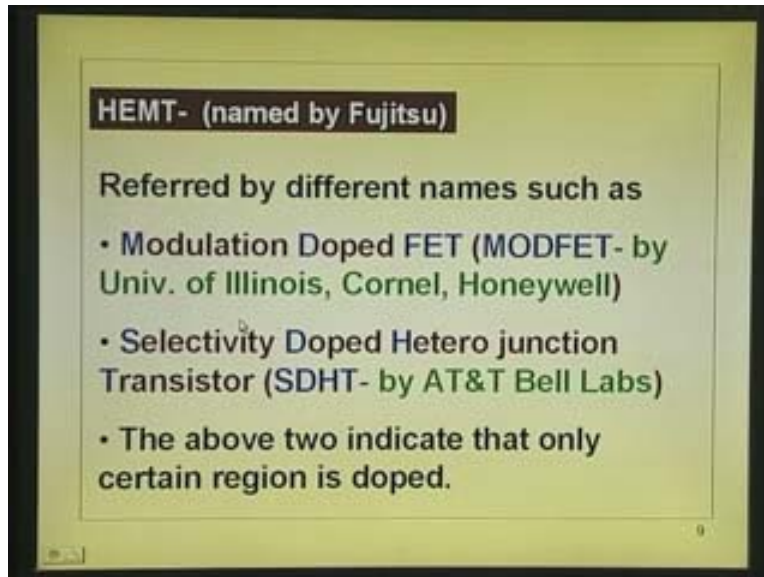 HEMT- (named by Fujitsu)
Referred by different names such as
• Modulation Doped FET (MODFET- by
Univ. of Illinois, Cornel, Honeywell)
• Selectivity Doped Hetero junction
Transistor (SDHT- by AT&T Bell Labs)
• The above two indicate that only
certain region is doped.
9